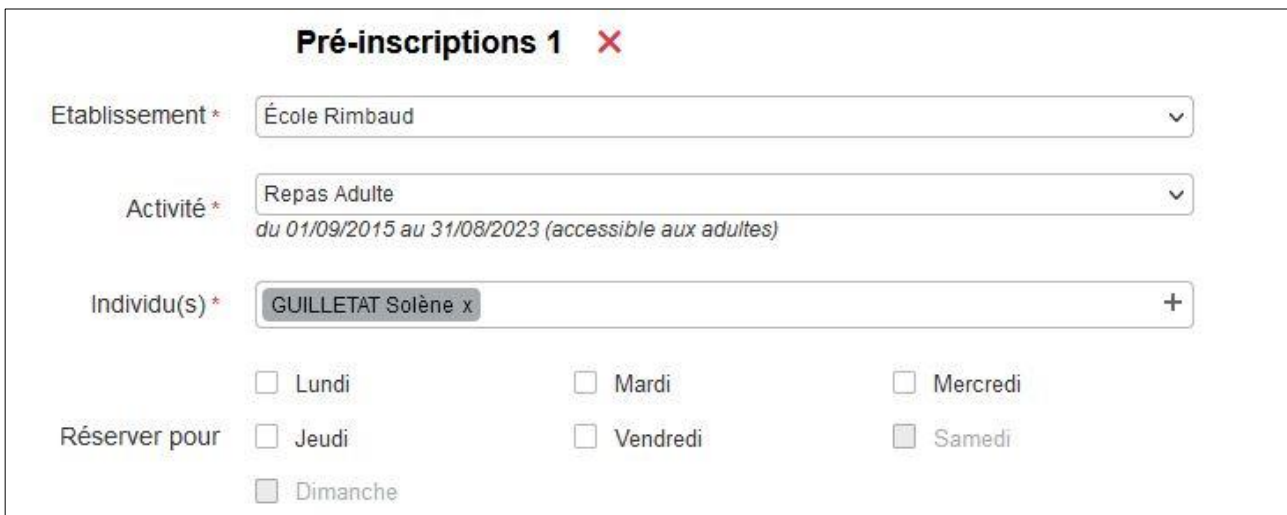 Pré-inscriptions 1
Etablissement * École Rimbaud
Activité * Repas Adulte
du 01/09/2015 au 31/08/2023 (accessible aux adultes)
Individu(s) * GUILLETAT Solène x +
Lundi Mardi Mercredi
Réserver pour Jeudi Vendredi Samedi
Dimanche